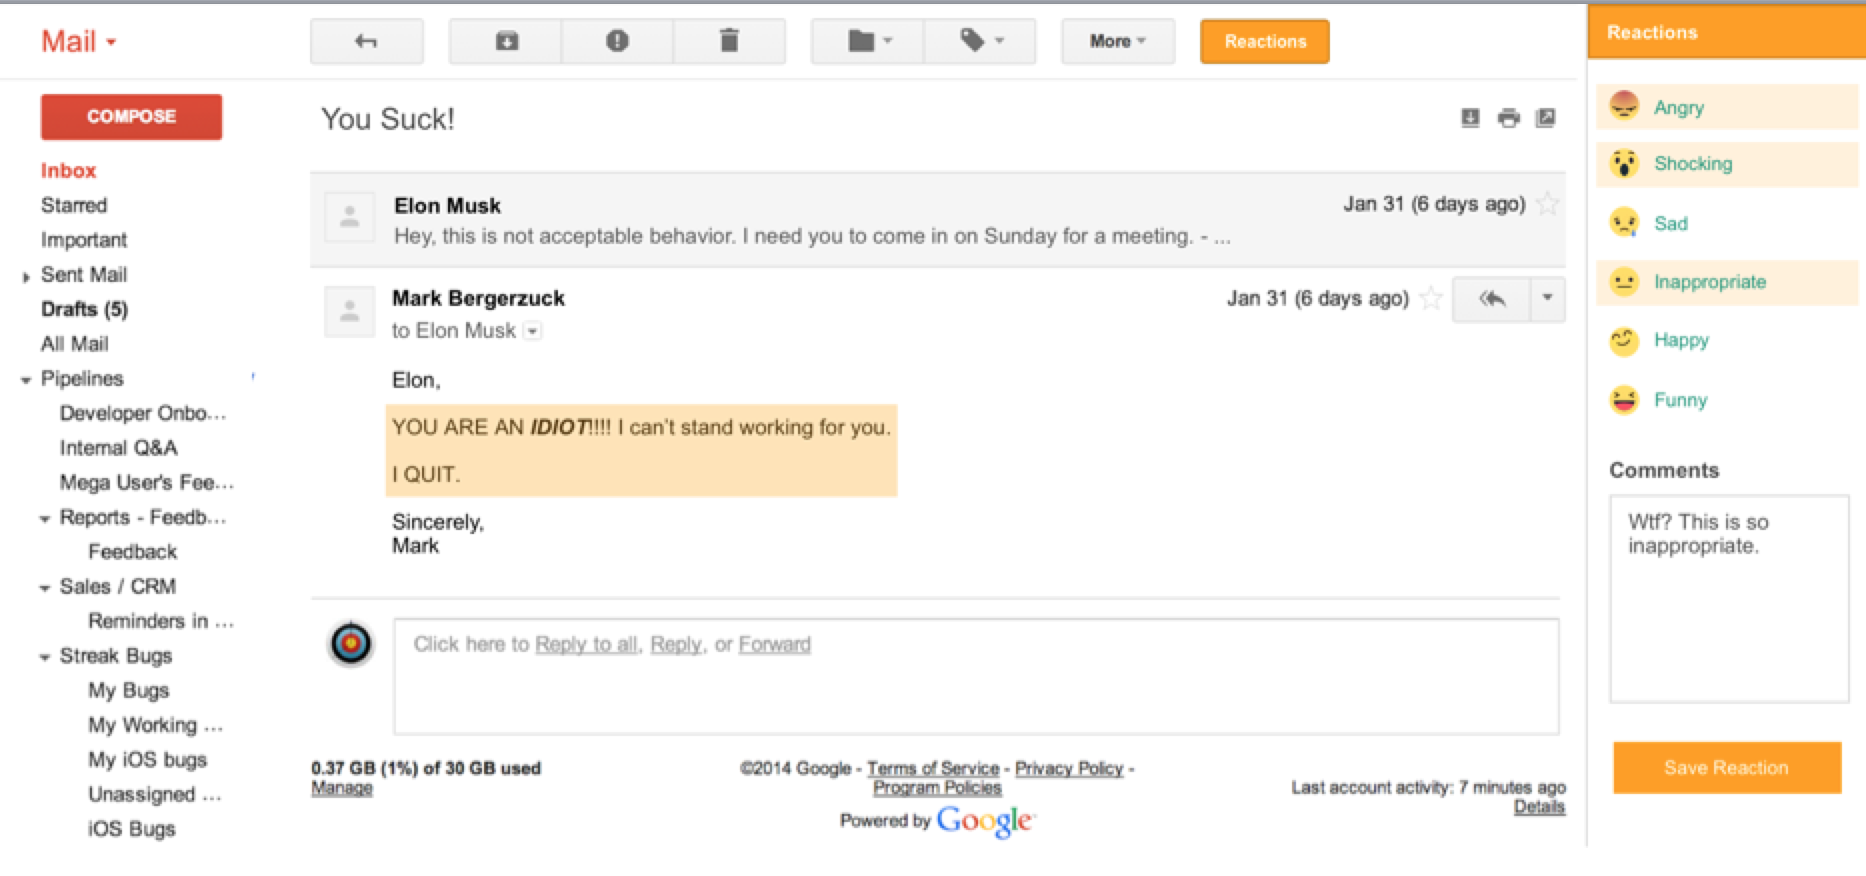 Mail
More
Reactions
Reactions
COMPOSE
Inbox
Starred
Important
Sent Mail
Drafts (5)
All Mail
Pipelines
Developer Onbo...
Internal Q&A
Mega User's Fee...
Reports - Feedb...
Feedback
Sales / CRM
Reminders in ...
Streak Bugs
My Bugs
My Working ...
My iOS bugs
Unassigned ...
iOS Bugs
You Suck!
Elon Musk
Jan 31 (6 days ago)
Hey, this is not acceptable behavior. I need you to come in on Sunday for a meeting. - ...
Mark Bergerzuck
Jan 31 (6 days ago)
to Elon Musk
Elon,
YOU ARE AN IDIOT!!!! I can't stand working for you.
I QUIT.
Sincerely,
Mark
Click here to Reply to all, Reply, or Forward
0.37 GB (1%) of 30 GB used
Manage
©2014 Google - Terms of Service - Privacy Policy -
Program Policies
Powered by Google
Last account activity: 7 minutes ago
Details
Angry
Shocking
Sad
Inappropriate
Happy
Funny
Comments
Wtf? This is so
inappropriate.
Save Reaction